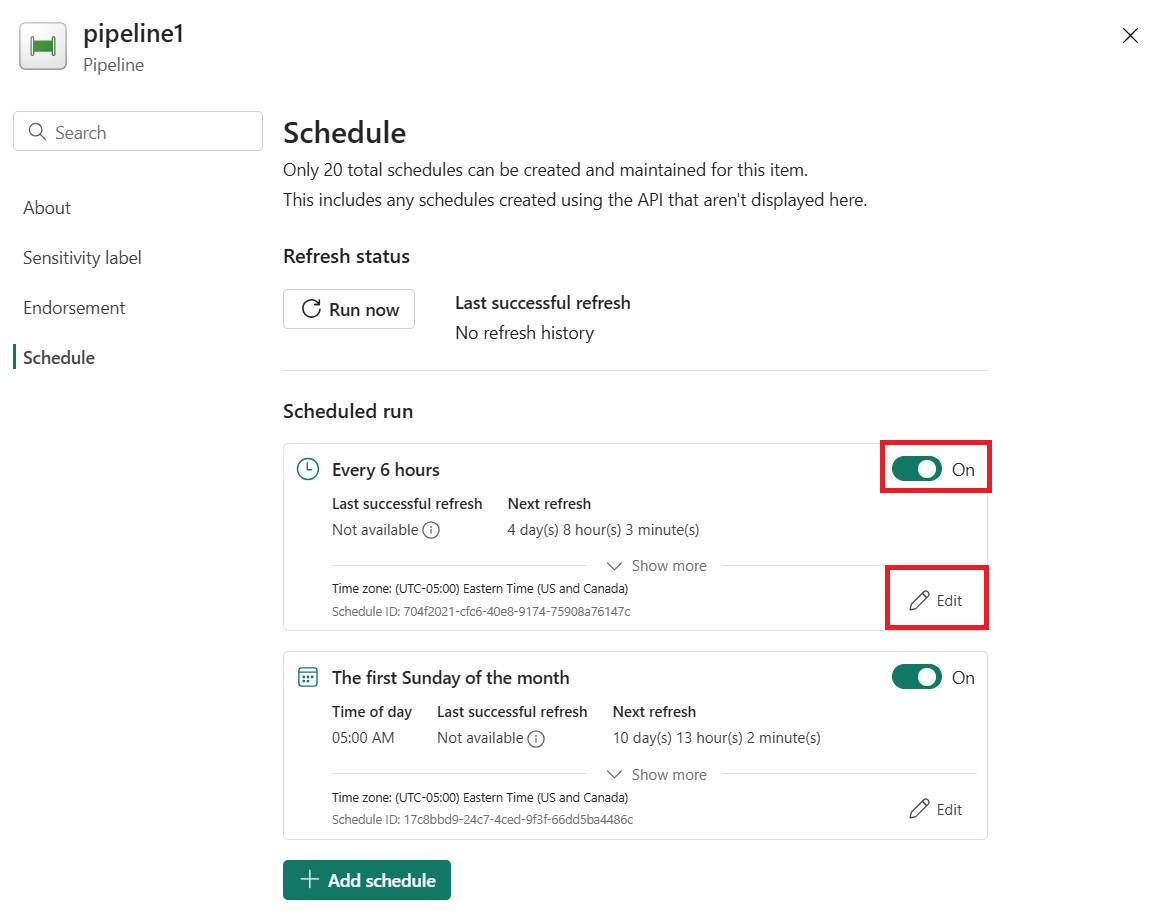 pipeline1
Pipeline
Search
About
Sensitivity label
Endorsement
Schedule
Schedule
Only 20 total schedules can be created and maintained for this item.
This includes any schedules created using the API that aren't displayed here.
Refresh status
Run now
Last successful refresh
No refresh history
Scheduled run
Every 6 hours
On
Last successful refresh Next refresh
Not available 4 day(s) 8 hour(s) 3 minute(s)
Show more
Time zone: (UTC-05:00) Eastern Time (US and Canada)
Schedule ID: 704f2021-cfc6-40e8-9174-75908a76147c
Edit
The first Sunday of the month
On
Time of day Last successful refresh Next refresh
05:00 AM Not available 10 day(s) 13 hour(s) 2 minute(s)
Show more
Time zone: (UTC-05:00) Eastern Time (US and Canada)
Schedule ID: 17c8bbd9-24c7-4ced-9f3f-66dd5ba4486c
Edit
Add schedule